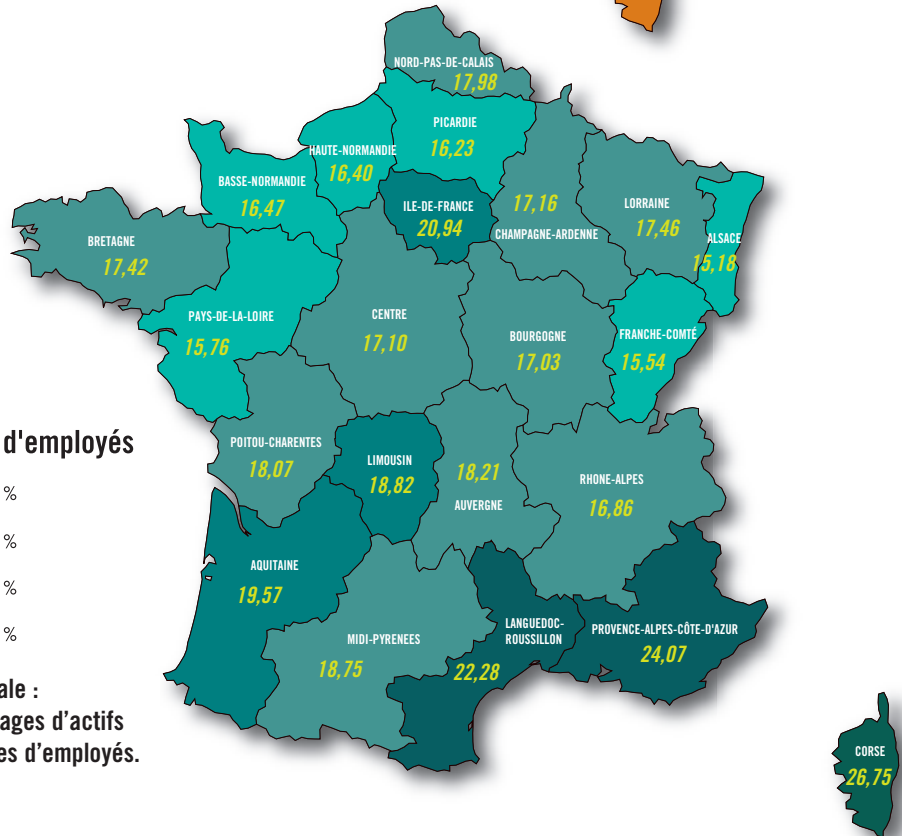 NORD-PAS-DE-CALAIS
17,98
PICARDIE
16,23
HAUTE-NORMANDIE
16,40
BASSE-NORMANDIE
16,47
ILE-DE-FRANCE
20,94
17,16
CHAMPAGNE-ARDENNE
LORRAINE
17,46
ALSACE
15,18
BRETAGNE
17,42
PAYS-DE-LA-LOIRE
15,76
CENTRE
17,10
BOURGOGNE
17,03
FRANCHE-COMTÉ
15,54
POITOU-CHARENTES
18,07
LIMOUSIN
18,82
18,21
AUVERGNE
RHONE-ALPES
16,86
AQUITAINE
19,57
MIDI-PYRENEES
18,75
LANGUEDOC-
ROUSSILLON
22,28
PROVENCE-ALPES-CÔTE-D'AZUR
24,07
CORSE
26,75
d'employés
%
%
%
%
ale :
ages d’actifs
es d’employés.